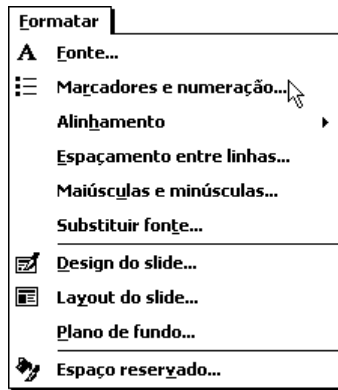 Formatar
Fonte...
Marcadores e numeração...
Alinhamento
Espaçamento entre linhas...
Maiúsculas e minúsculas...
Substituir fonte...
Design do slide...
Layout do slide...
Plano de fundo...
Espaço reservado...